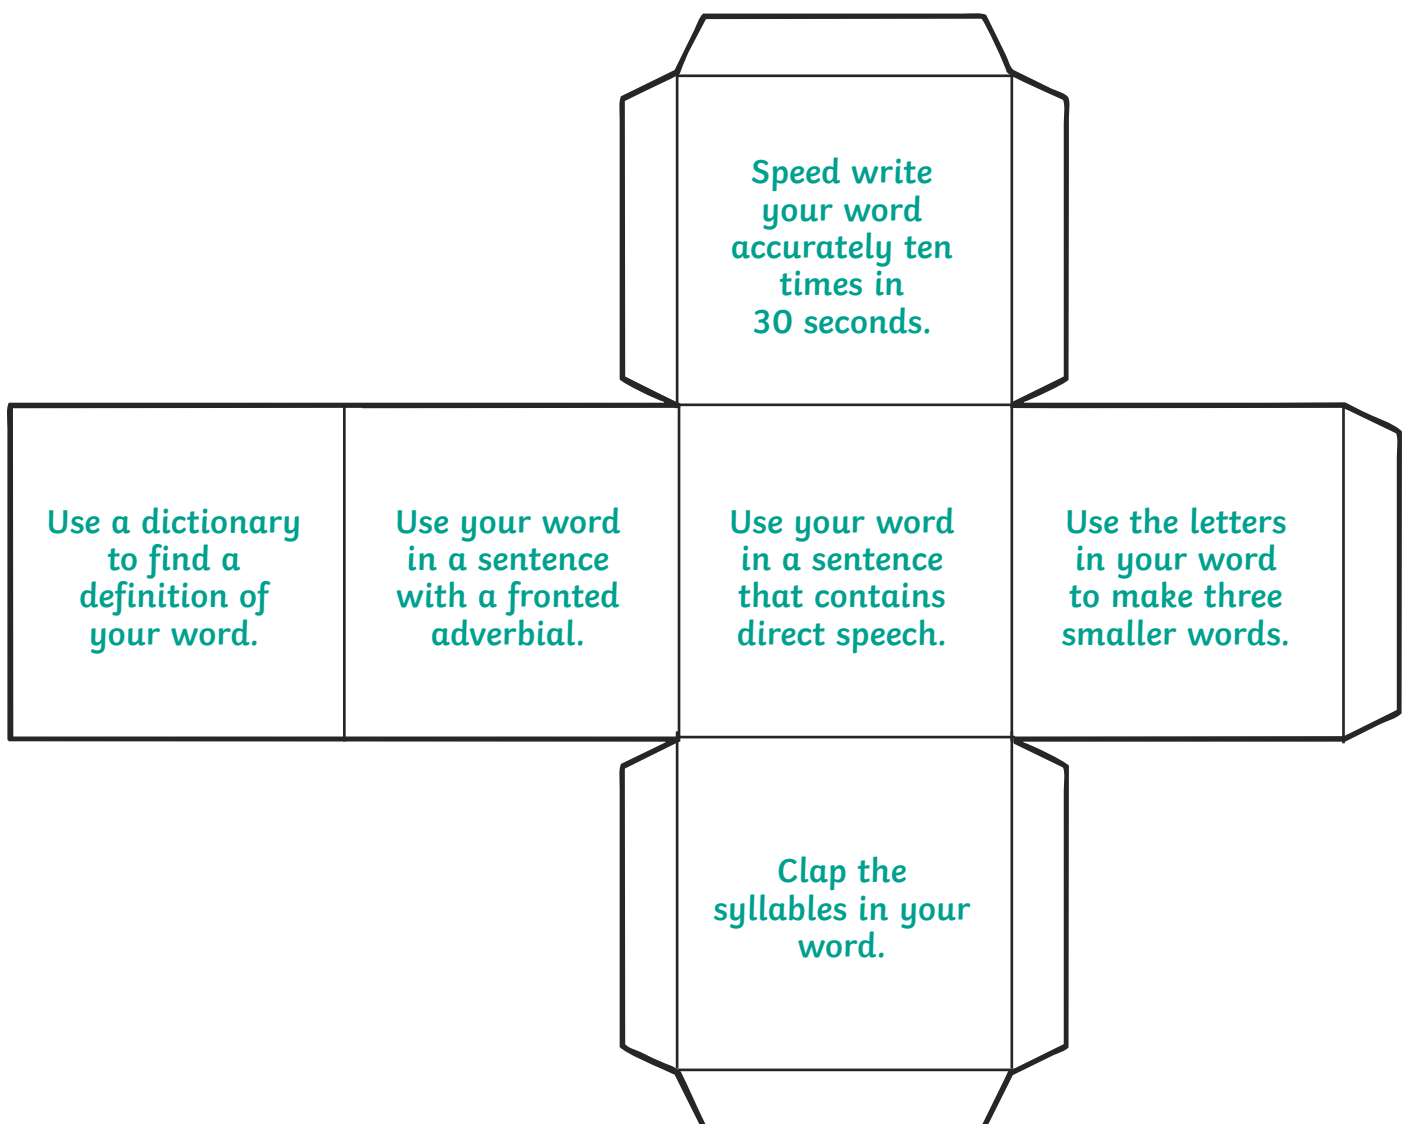 Speed write
your word
accurately ten
times in
30 seconds.
Use a dictionary
to find a
definition of
your word.
Use your word
in a sentence
with a fronted
adverbial.
Use your word
in a sentence
that contains
direct speech.
Use the letters
in your word
to make three
smaller words.
Clap the
syllables in your
word.